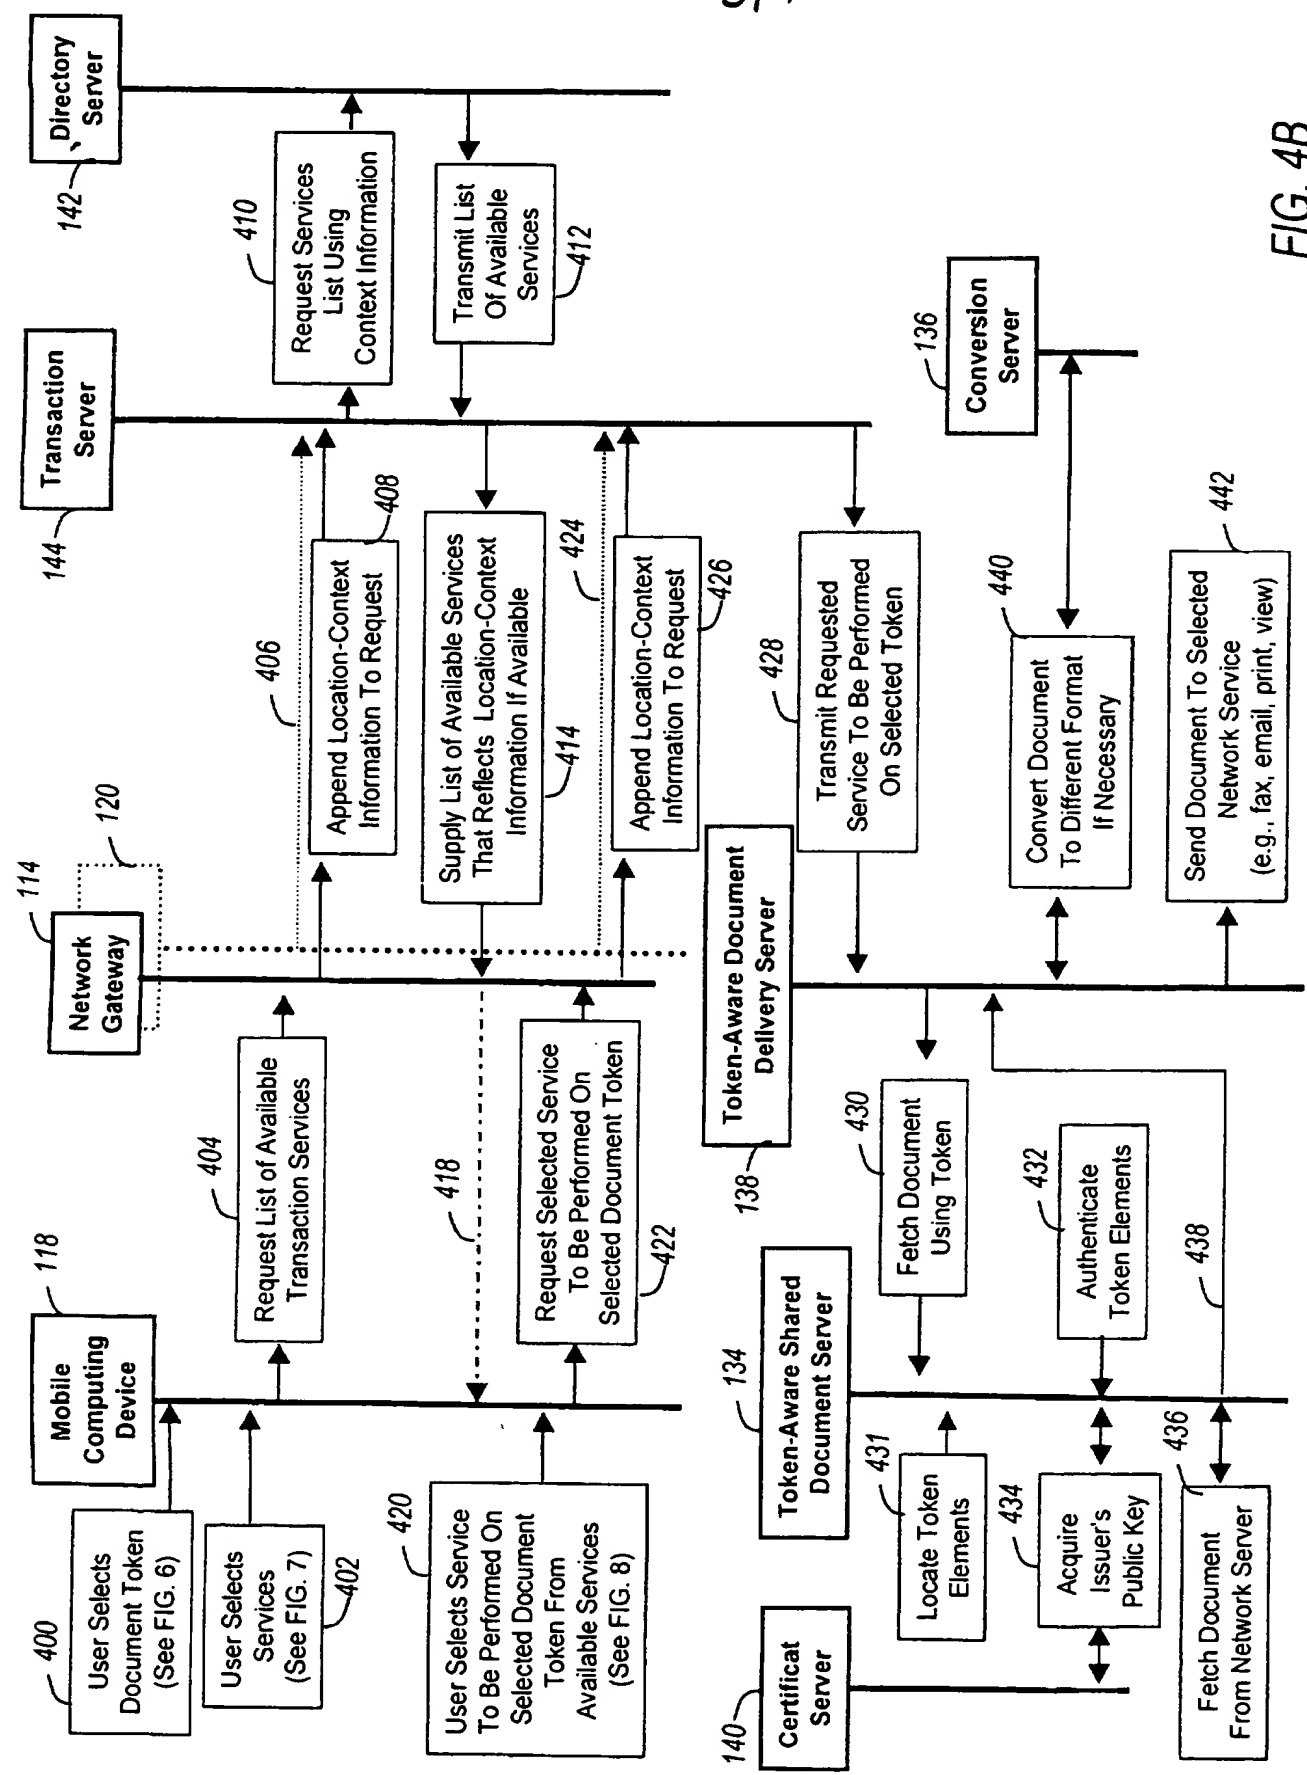 118
Mobile
Computing
Device
114
Network
Gateway
120
144
Transaction
Server
142
Directory
Server
400
User Selects
Document Token
(See FIG. 6)
User Selects
Services
(See FIG. 7)
402
404
Request List of Available
Transaction Services
406
Append Location-Context
Information To Request
408
410
Request Services
List Using
Context Information
Transmit List
Of Available
Services
412
Supply List of Available Services
That Reflects Location-Context
Information If Available
414
418
420
User Selects Service
To Be Performed On
Selected Document
Token From
Available Services
(See FIG. 8)
Request Selected Service
To Be Performed On
Selected Document Token
422
424
Append Location-Context
Information To Request
426
428
Transmit Requested
Service To Be Performed
On Selected Token
140
Certificat
Server
134
Token-Aware Shared
Document Server
138
Token-Aware Document
Delivery Server
136
Conversion
Server
430
Fetch Document
Using Token
431
Locate Token
Elements
432
Authenticate
Token Elements
434
Acquire
Issuer's
Public Key
436
Fetch Document
From Network Server
438
440
Convert Document
To Different Format
If Necessary
442
Send Document To Selected
Network Service
(e.g., fax, email, print, view)
FIG. 4B